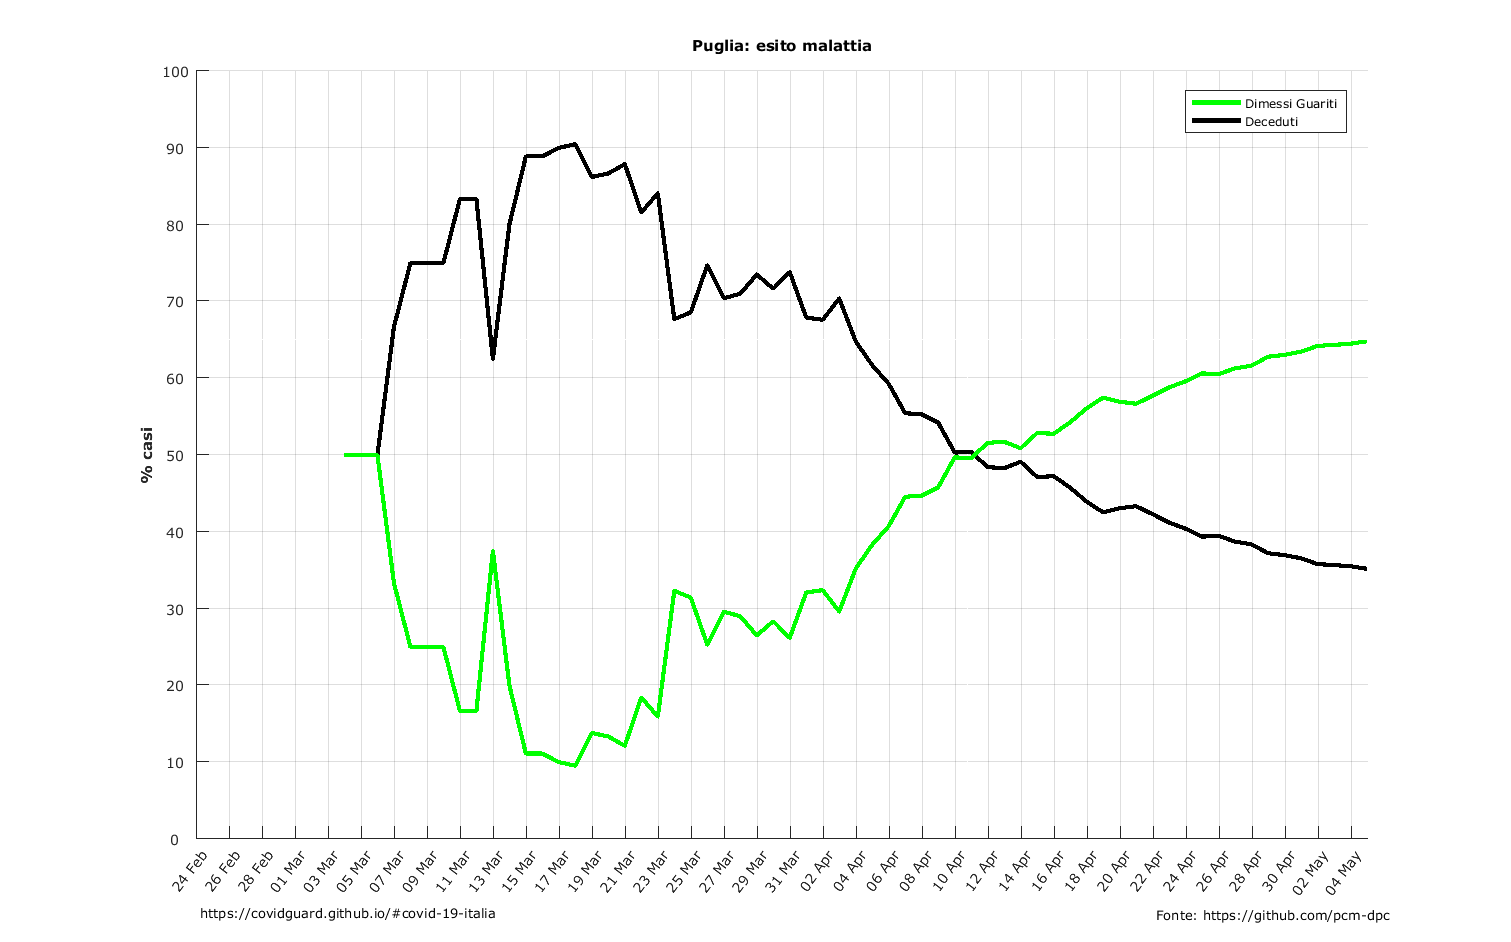 Puglia: esito malattia
Dimessi Guariti
Deceduti
% casi
100
90
80
70
60
50
40
30
20
10
0
24 Feb
26 Feb
28 Feb
01 Mar
03 Mar
05 Mar
07 Mar
09 Mar
11 Mar
13 Mar
15 Mar
17 Mar
19 Mar
21 Mar
23 Mar
25 Mar
27 Mar
29 Mar
31 Mar
02 Apr
04 Apr
06 Apr
08 Apr
10 Apr
12 Apr
14 Apr
16 Apr
18 Apr
20 Apr
22 Apr
24 Apr
26 Apr
28 Apr
30 Apr
02 May
04 May
https://covidguard.github.io/#covid-19-italia
Fonte: https://github.com/pcm-dpc